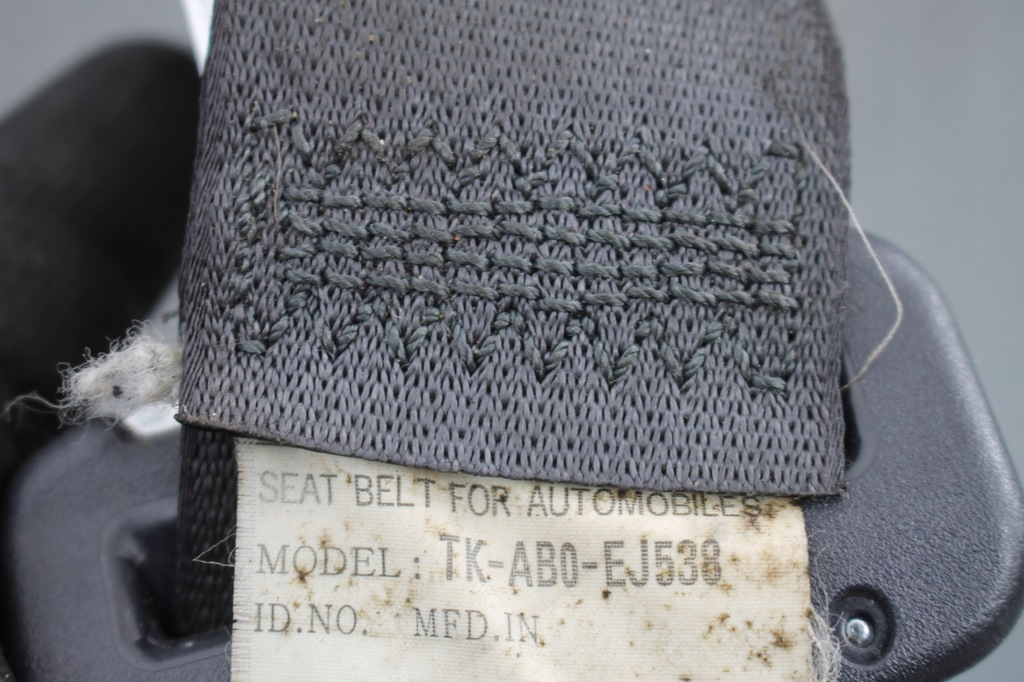 SEAT BELT FOR AUTOMOBILES
MODEL: TK-AB0-EJ538
ID.NO. MFD.IN